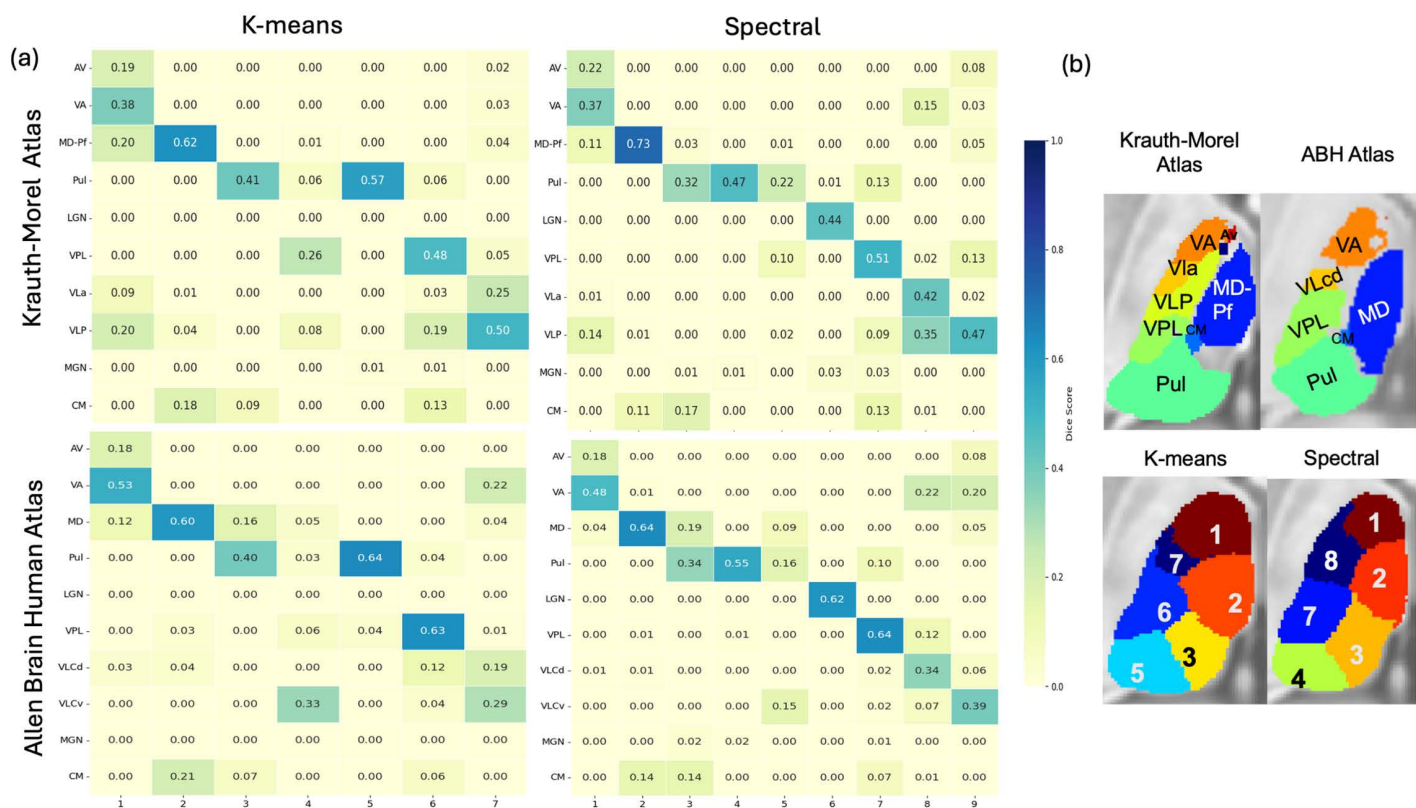 K-means
Spectral
(a)
(b)
Krauth-Morel Atlas
AV 0.19 0.00 0.00 0.00 0.00 0.00 0.02
VA 0.38 0.00 0.00 0.00 0.00 0.00 0.03
MD-Pf 0.20 0.62 0.00 0.01 0.00 0.00 0.04
Pul 0.00 0.00 0.41 0.06 0.57 0.06 0.00
LGN 0.00 0.00 0.00 0.00 0.00 0.00 0.00
VPL 0.00 0.00 0.00 0.26 0.00 0.48 0.05
VLa 0.09 0.01 0.00 0.00 0.00 0.03 0.25
VLP 0.20 0.04 0.00 0.08 0.00 0.19 0.50
MGN 0.00 0.00 0.00 0.00 0.01 0.01 0.00
CM 0.00 0.18 0.09 0.00 0.00 0.13 0.00
AV 0.22 0.00 0.00 0.00 0.00 0.00 0.00 0.00 0.08
VA 0.37 0.00 0.00 0.00 0.00 0.00 0.00 0.15 0.03
MD-Pf 0.11 0.73 0.03 0.00 0.01 0.00 0.00 0.00 0.05
Pul 0.00 0.00 0.32 0.47 0.22 0.01 0.13 0.00 0.00
LGN 0.00 0.00 0.00 0.00 0.00 0.44 0.00 0.00 0.00
VPL 0.00 0.00 0.00 0.00 0.10 0.00 0.51 0.02 0.13
VLa 0.01 0.00 0.00 0.00 0.00 0.00 0.00 0.42 0.02
VLP 0.14 0.01 0.00 0.00 0.02 0.00 0.09 0.35 0.47
MGN 0.00 0.00 0.01 0.01 0.00 0.03 0.03 0.00 0.00
CM 0.00 0.11 0.17 0.00 0.00 0.00 0.13 0.01 0.00
Allen Brain Human Atlas
AV 0.18 0.00 0.00 0.00 0.00 0.00 0.00
VA 0.53 0.00 0.00 0.00 0.00 0.00 0.22
MD 0.12 0.60 0.16 0.05 0.00 0.00 0.04
Pul 0.00 0.00 0.40 0.03 0.64 0.04 0.00
LGN 0.00 0.00 0.00 0.00 0.00 0.00 0.00
VPL 0.00 0.03 0.00 0.06 0.04 0.63 0.01
VLCd 0.03 0.04 0.00 0.00 0.00 0.12 0.19
VLCv 0.00 0.00 0.00 0.33 0.00 0.04 0.29
MGN 0.00 0.00 0.00 0.00 0.00 0.00 0.00
CM 0.00 0.21 0.07 0.00 0.00 0.06 0.00
1 2 3 4 5 6 7
AV 0.18 0.00 0.00 0.00 0.00 0.00 0.00 0.00 0.08
VA 0.48 0.01 0.00 0.00 0.00 0.00 0.00 0.22 0.20
MD 0.04 0.64 0.19 0.00 0.09 0.00 0.00 0.00 0.05
Pul 0.00 0.00 0.34 0.55 0.16 0.00 0.10 0.00 0.00
LGN 0.00 0.00 0.00 0.00 0.00 0.62 0.00 0.00 0.00
VPL 0.00 0.01 0.00 0.01 0.00 0.00 0.64 0.12 0.00
VLCd 0.01 0.01 0.00 0.00 0.00 0.00 0.02 0.34 0.06
VLCv 0.00 0.00 0.00 0.00 0.15 0.00 0.02 0.07 0.39
MGN 0.00 0.00 0.02 0.02 0.00 0.00 0.01 0.00 0.00
CM 0.00 0.14 0.14 0.00 0.00 0.00 0.07 0.01 0.00
1 2 3 4 5 6 7 8 9
1.0
0.8
0.6
0.4
0.2
0.0
Dice Score
Krauth-Morel
Atlas
ABH Atlas
VA
AV
Vla
MD-
Pf
VLP
VPL
CM
Pul
VA
VLcd
MD
VPL
CM
Pul
K-means
Spectral
1
7
2
6
3
5
1
8
2
7
3
4